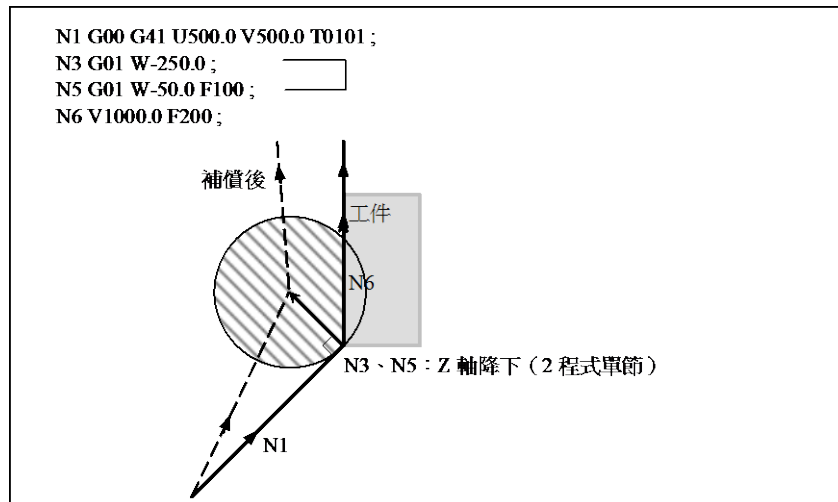 N1 G00 G41 U500.0 V500.0 T0101 ;
N3 G01 W-250.0 ;
N5 G01 W-50.0 F100 ;
N6 V1000.0 F200 ;
補償後
工件
N6
N3、N5：Z 軸降下（2 程式單節）
N1